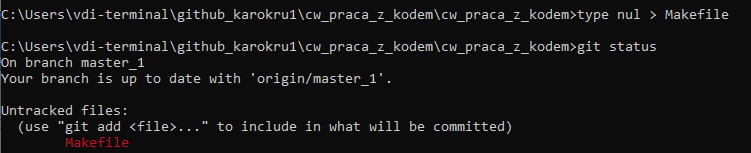 C:\Users\vdi-terminal\github_karokru1\cw_praca_z_kodem\cw_praca_z_kodem>type nul > Makefile
C:\Users\vdi-terminal\github_karokru1\cw_praca_z_kodem\cw_praca_z_kodem>git status
On branch master_1
Your branch is up to date with 'origin/master_1'.
Untracked files:
  (use "git add <file>..." to include in what will be committed)
        Makefile